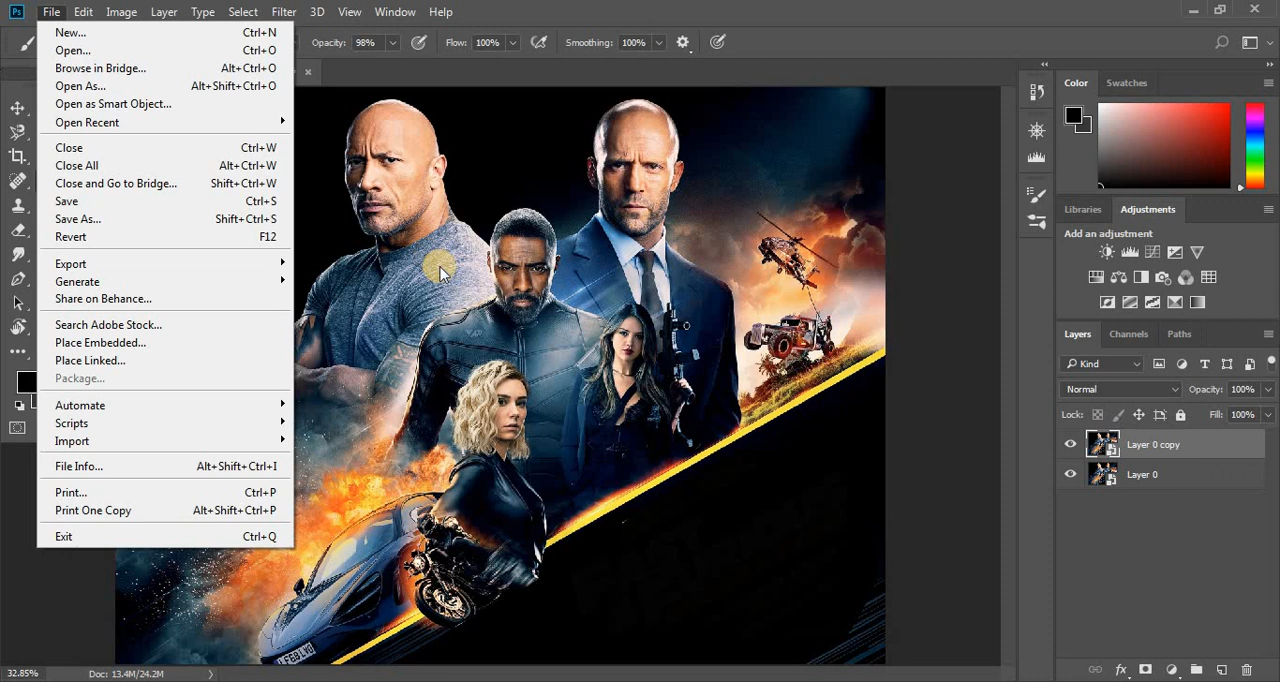 Ps File Edit Image Layer Type Select Filter 3D View Window Help
Opacity: 98% Flow: 100% Smoothing: 100%
New... Ctrl+N
Open... Ctrl+O
Browse in Bridge... Alt+Ctrl+O
Open As... Alt+Shift+Ctrl+O
Open as Smart Object...
Open Recent
Close Ctrl+W
Close All Alt+Ctrl+W
Close and Go to Bridge... Shift+Ctrl+W
Save Ctrl+S
Save As... Shift+Ctrl+S
Revert F12
Export
Generate
Share on Behance...
Search Adobe Stock...
Place Embedded...
Place Linked...
Package...
Automate
Scripts
Import
File Info... Alt+Shift+Ctrl+I
Print... Ctrl+P
Print One Copy Alt+Shift+Ctrl+P
Exit Ctrl+Q
Color Swatches
Libraries Adjustments
Add an adjustment
Layers Channels Paths
Kind
Normal Opacity: 100%
Lock: Fill: 100%
Layer 0 copy
Layer 0
32.85% Doc: 13.4M/24.2M